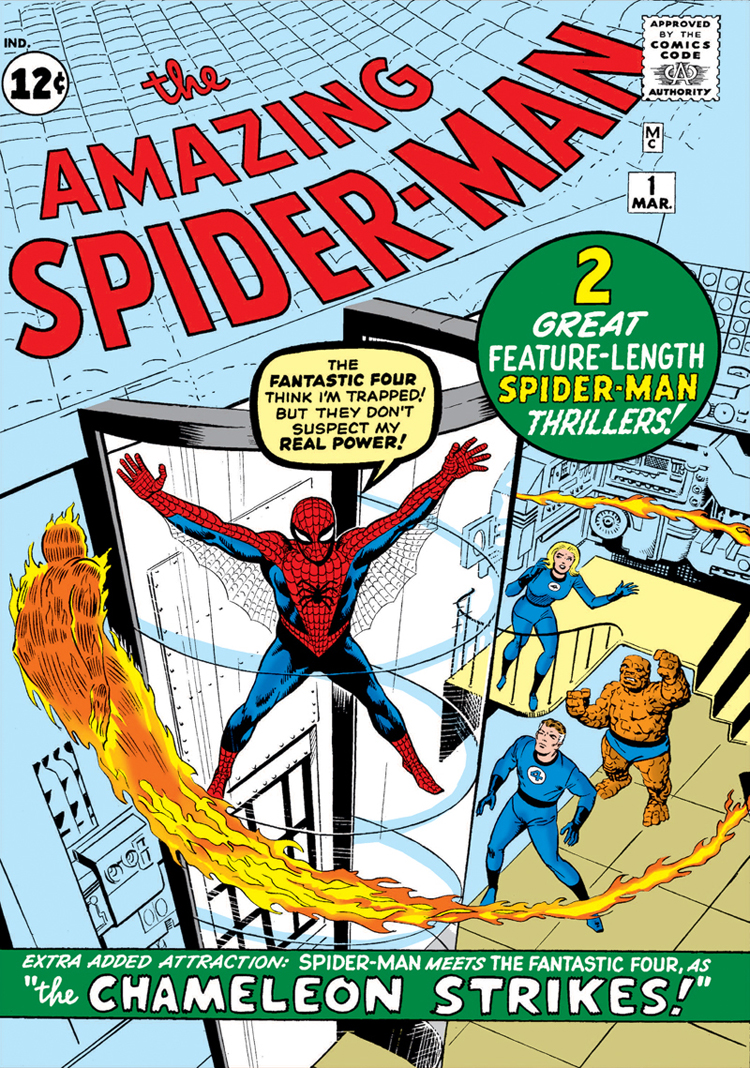 IND.
12¢
APPROVED
BY THE
COMICS
CODE
CA
AUTHORITY
the
AMAZING
SPIDER-MAN
M
C
1
MAR.
2
GREAT
FEATURE-LENGTH
SPIDER-MAN
THRILLERS!
THE
FANTASTIC FOUR
THINK I'M TRAPPED!
BUT THEY DON'T
SUSPECT MY
REAL POWER!
4
EXTRA ADDED ATTRACTION: SPIDER-MAN MEETS THE FANTASTIC FOUR, AS
"the CHAMELEON STRIKES!"